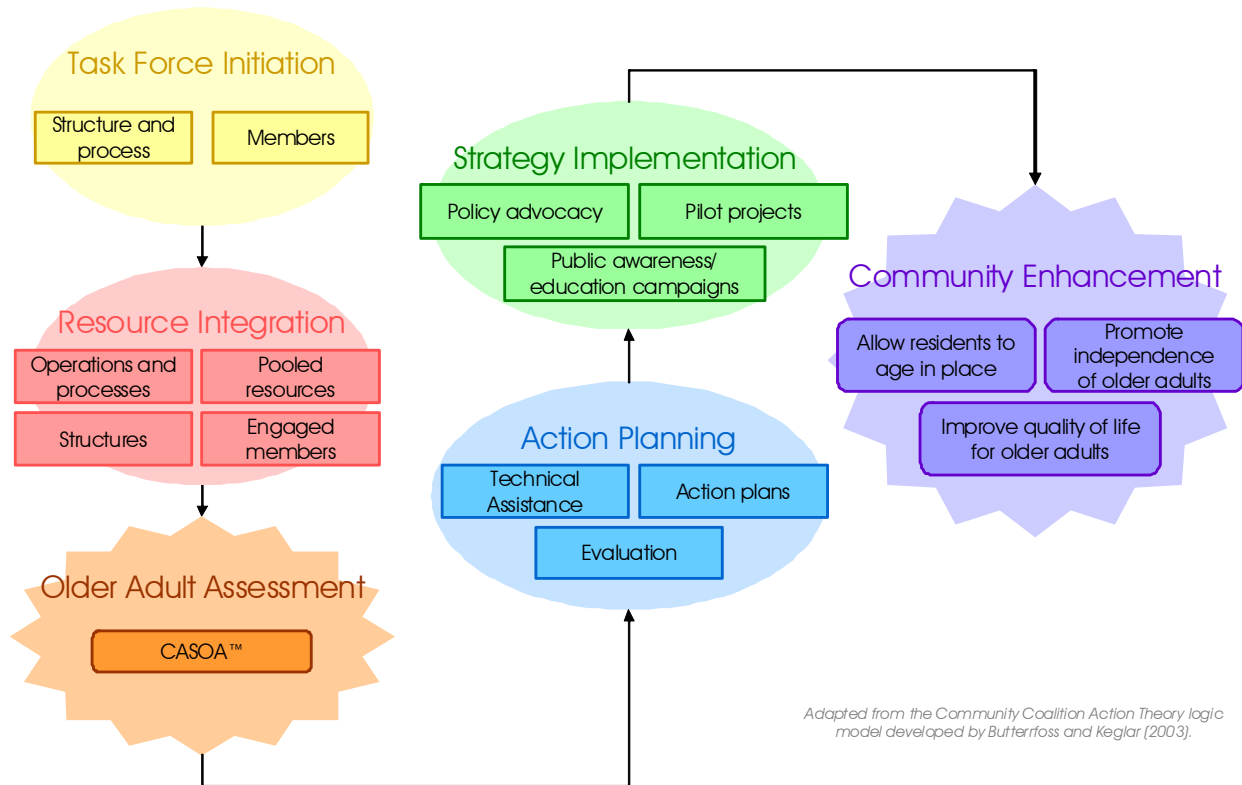 Task Force Initiation
Structure and
process
Members
Resource Integration
Operations and
processes
Pooled
resources
Structures
Engaged
members
Older Adult Assessment
CASOA™
Action Planning
Technical
Assistance
Action plans
Evaluation
Strategy Implementation
Policy advocacy
Pilot projects
Public awareness/
education campaigns
Community Enhancement
Allow residents to
age in place
Promote
independence
of older adults
Improve quality of life
for older adults
Adapted from the Community Coalition Action Theory logic
model developed by Butterrfoss and Keglar (2003).